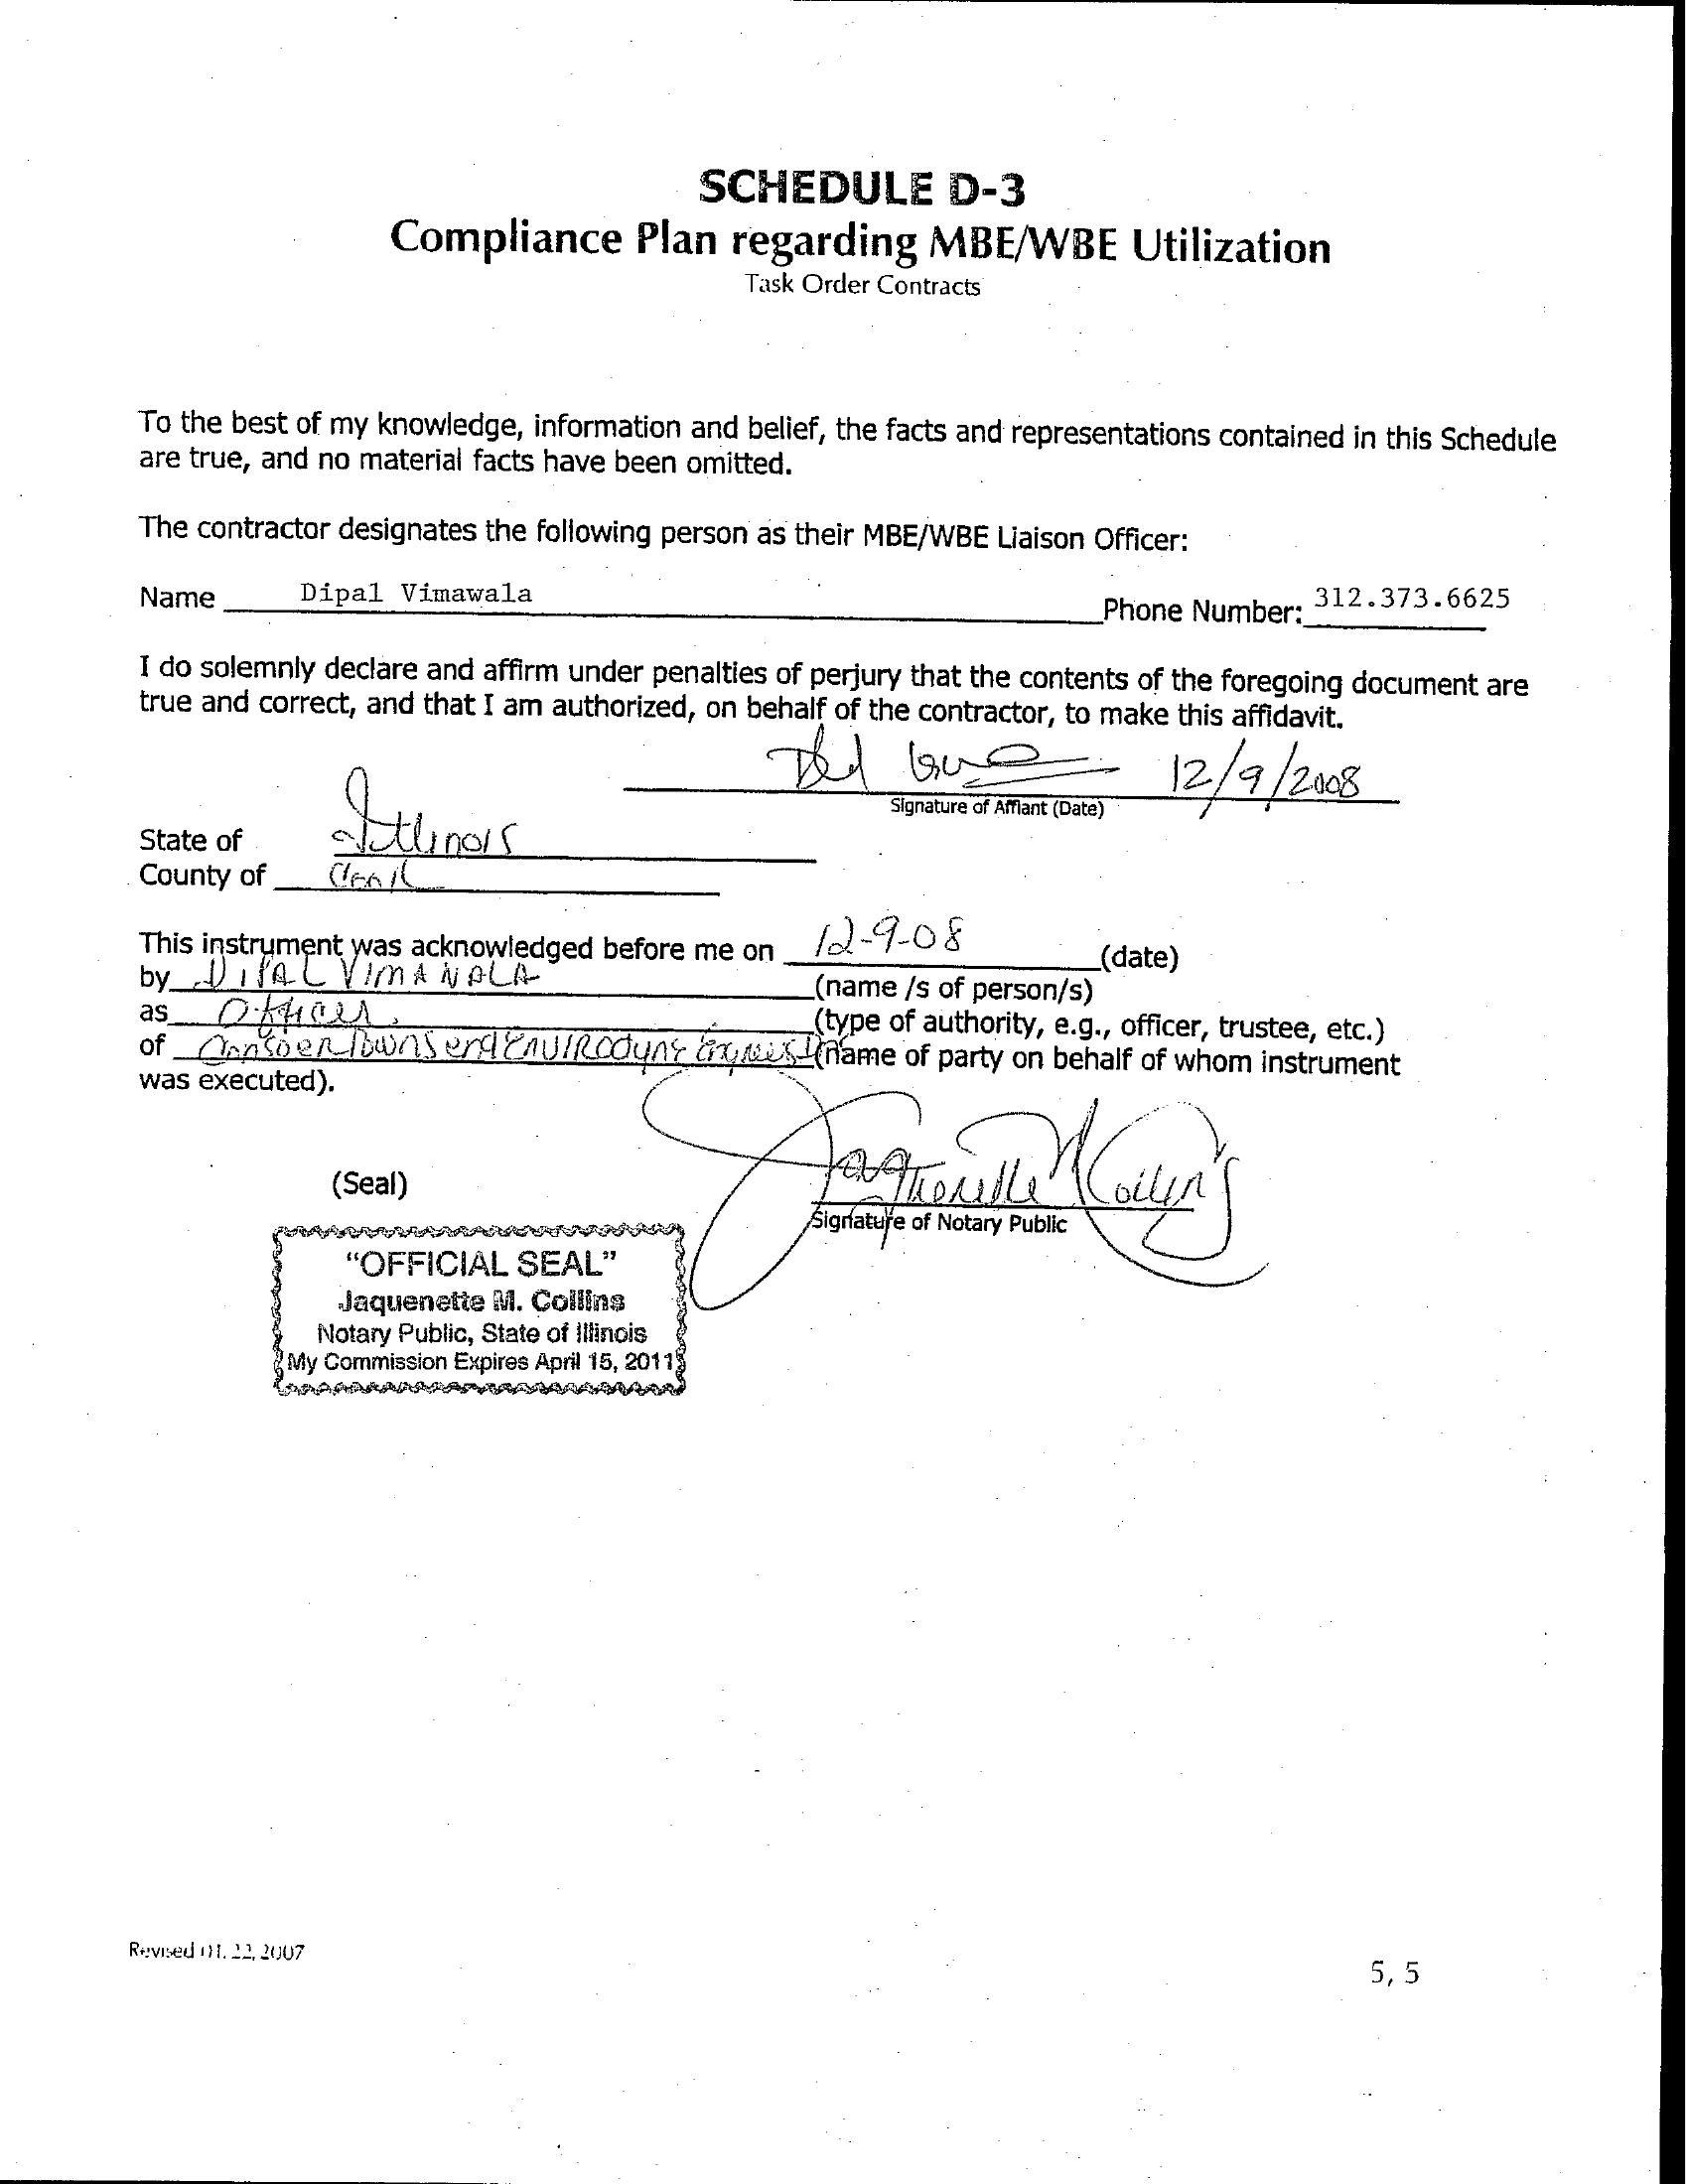 SCHEDULE D-3
Compliance Plan regarding MBE/WBE Utilization
Task Order Contracts
To the best of my knowledge, information and belief, the facts and representations contained in this Schedule
are true, and no material facts have been omitted.
The contractor designates the following person as their MBE/WBE Liaison Officer:
Name Dipal Vimawala Phone Number: 312.373.6625
I do solemnly declare and affirm under penalties of perjury that the contents of the foregoing document are
true and correct, and that I am authorized, on behalf of the contractor, to make this affidavit.
12/9/2008
Signature of Affiant (Date)
State of Illinois
County of Cook
This instrument was acknowledged before me on 12-9-08 (date)
by DIPAL VIMAWALA (name /s of person/s)
as Officer (type of authority, e.g., officer, trustee, etc.)
of Townsend Envirodyne (name of party on behalf of whom instrument
was executed).
Jaquenette M Collins
(Seal)
Signature of Notary Public
“OFFICIAL SEAL”
Jaquenette M. Collins
Notary Public, State of Illinois
My Commission Expires April 15, 2011
Revised 01. 22, 2007
5, 5